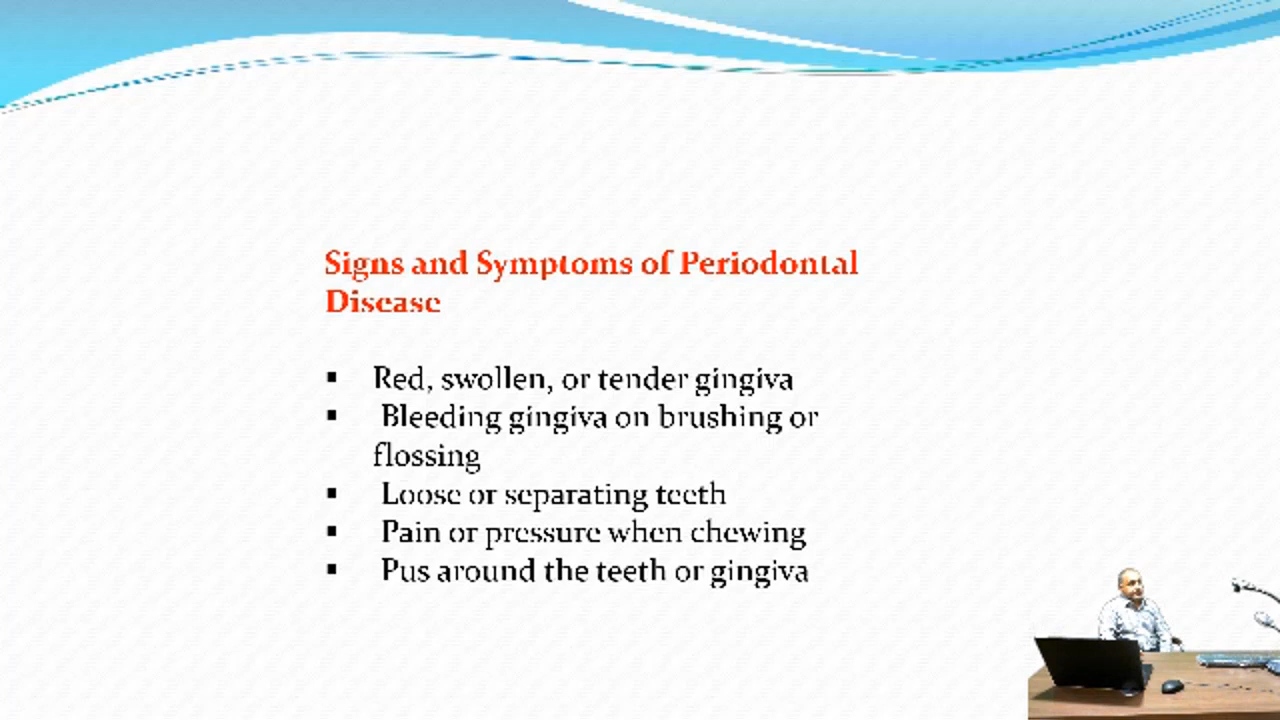 Signs and Symptoms of Periodontal
Disease
▪ Red, swollen, or tender gingiva
▪ Bleeding gingiva on brushing or
flossing
▪ Loose or separating teeth
▪ Pain or pressure when chewing
▪ Pus around the teeth or gingiva